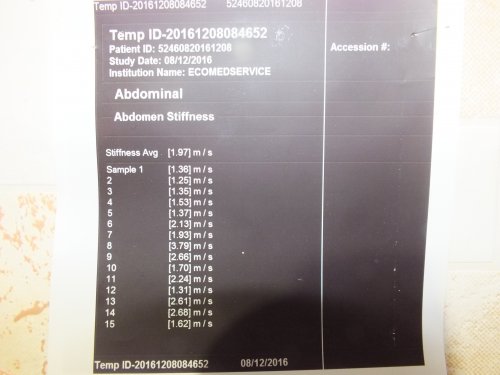 Temp ID-20161208084652 52460820161208
Temp ID-20161208084652
Patient ID: 52460820161208
Study Date: 08/12/2016
Institution Name: ECOMEDSERVICE
Accession #:
Abdominal
Abdomen Stiffness
Stiffness Avg [1.97] m / s
Sample 1 [1.36] m / s
2 [1.25] m / s
3 [1.35] m / s
4 [1.53] m / s
5 [1.37] m / s
6 [2.13] m / s
7 [1.93] m / s
8 [3.79] m / s
9 [2.66] m / s
10 [1.70] m / s
11 [2.24] m / s
12 [1.31] m / s
13 [2.61] m / s
14 [2.68] m / s
15 [1.62] m / s
Temp ID-20161208084652 08/12/2016